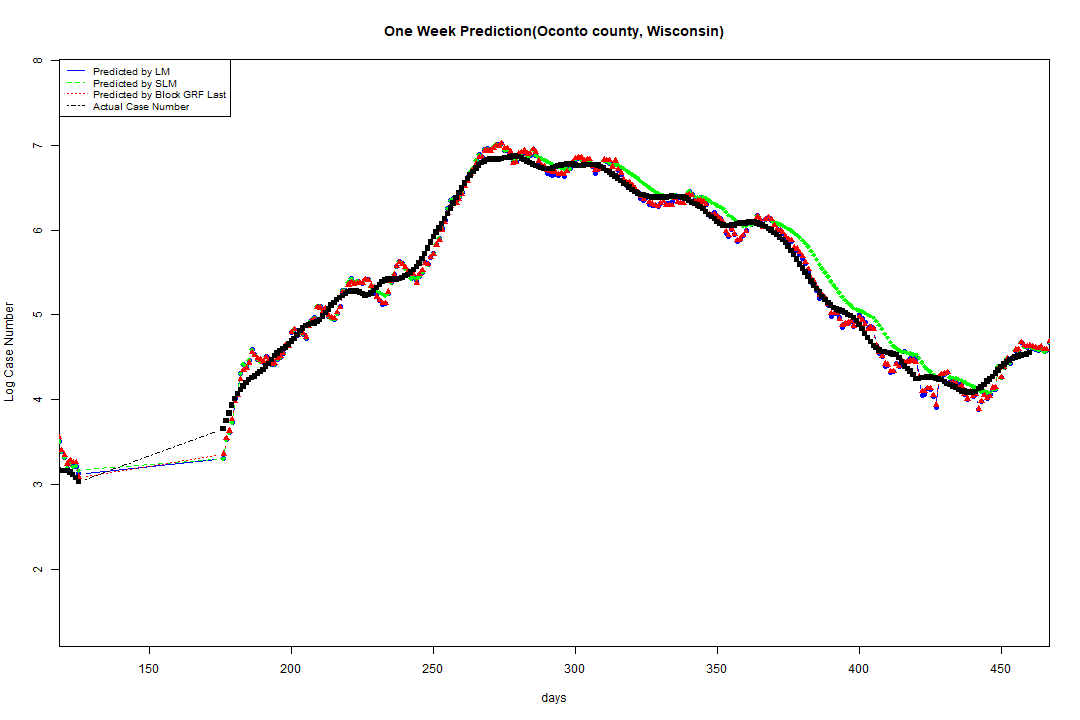 One Week Prediction(Oconto county, Wisconsin)
Predicted by LM
Predicted by SLM
Predicted by Block GRF Last
Actual Case Number
8
7
6
5
4
3
2
Log Case Number
150 200 250 300 350 400 450
days